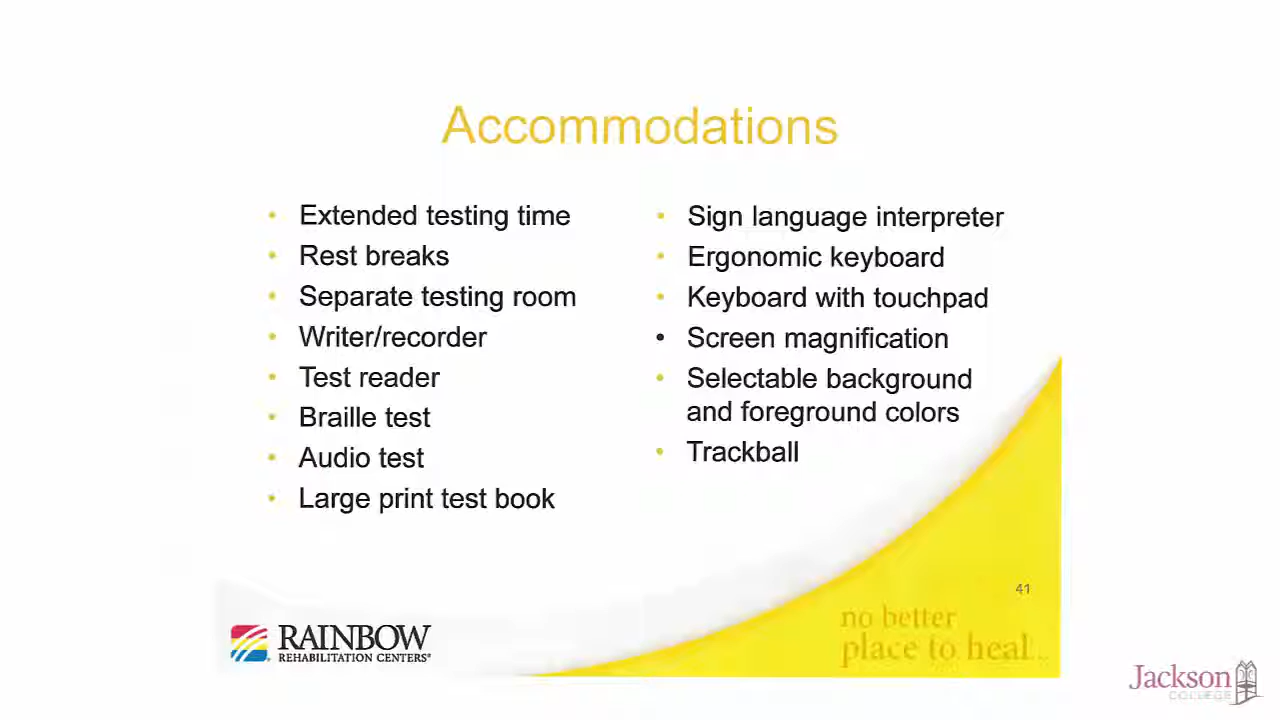 Accommodations
• Extended testing time
• Rest breaks
• Separate testing room
• Writer/recorder
• Test reader
• Braille test
• Audio test
• Large print test book
• Sign language interpreter
• Ergonomic keyboard
• Keyboard with touchpad
• Screen magnification
• Selectable background
and foreground colors
• Trackball
41
no better
place to heal...
RAINBOW
REHABILITATION CENTERS®
Jackson
COLLEGE